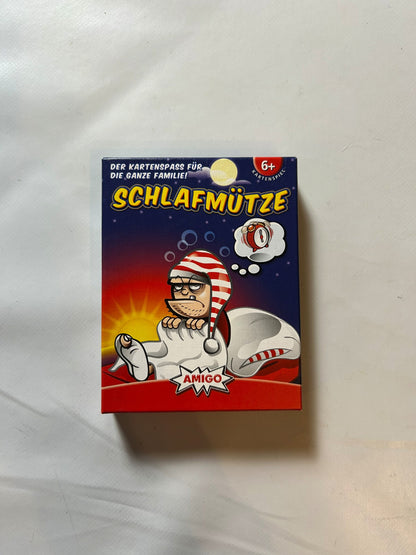 DER KARTENSPASS FÜR
DIE GANZE FAMILIE!
6+
KARTENSPIEL
SCHLAFMÜTZE
AMIGO